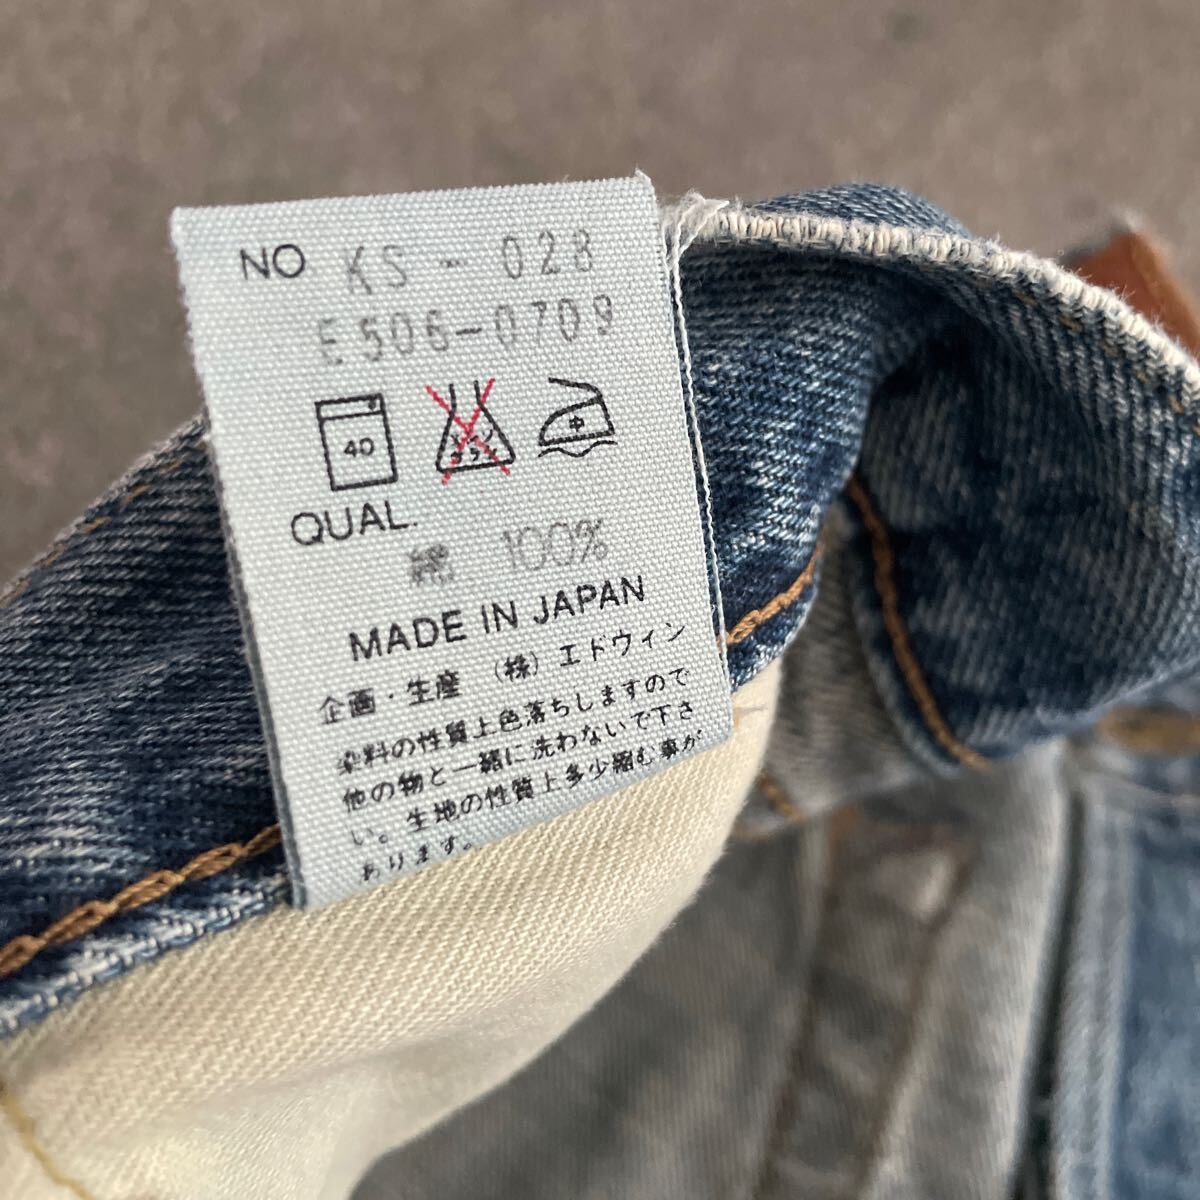 NO KS-028
E506-0709
40
エンソ
QUAL.
綿 100%
MADE IN JAPAN
企画・生産 (株)エドウィン
染料の性質上色落ちしますので
他の物と一緒に洗わないで下さ
い。生地の性質上多少縮む事が
あります。